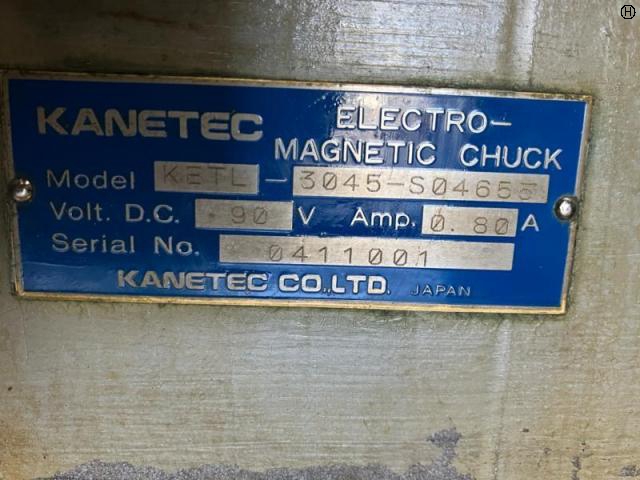 KANETEC ELECTRO-
MAGNETIC CHUCK
Model KETL-3045-S04653
Volt. D.C. 90 V Amp. 0.80 A
Serial No. 0411001
KANETEC CO.,LTD. JAPAN
H